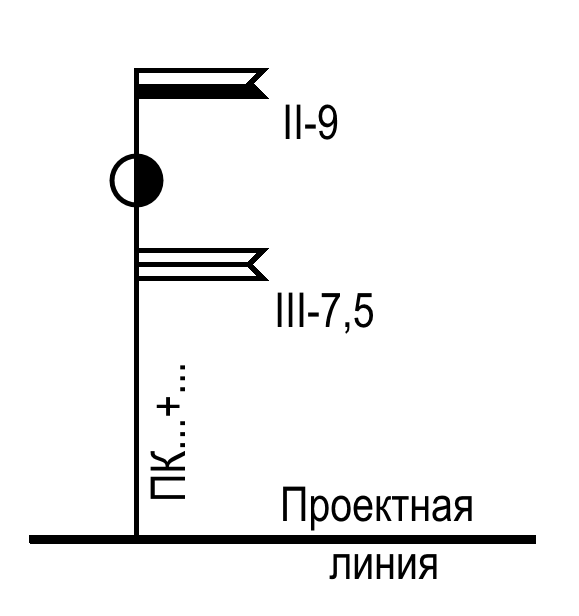 II-9
III-7,5
ПК...+...
Проектная
линия